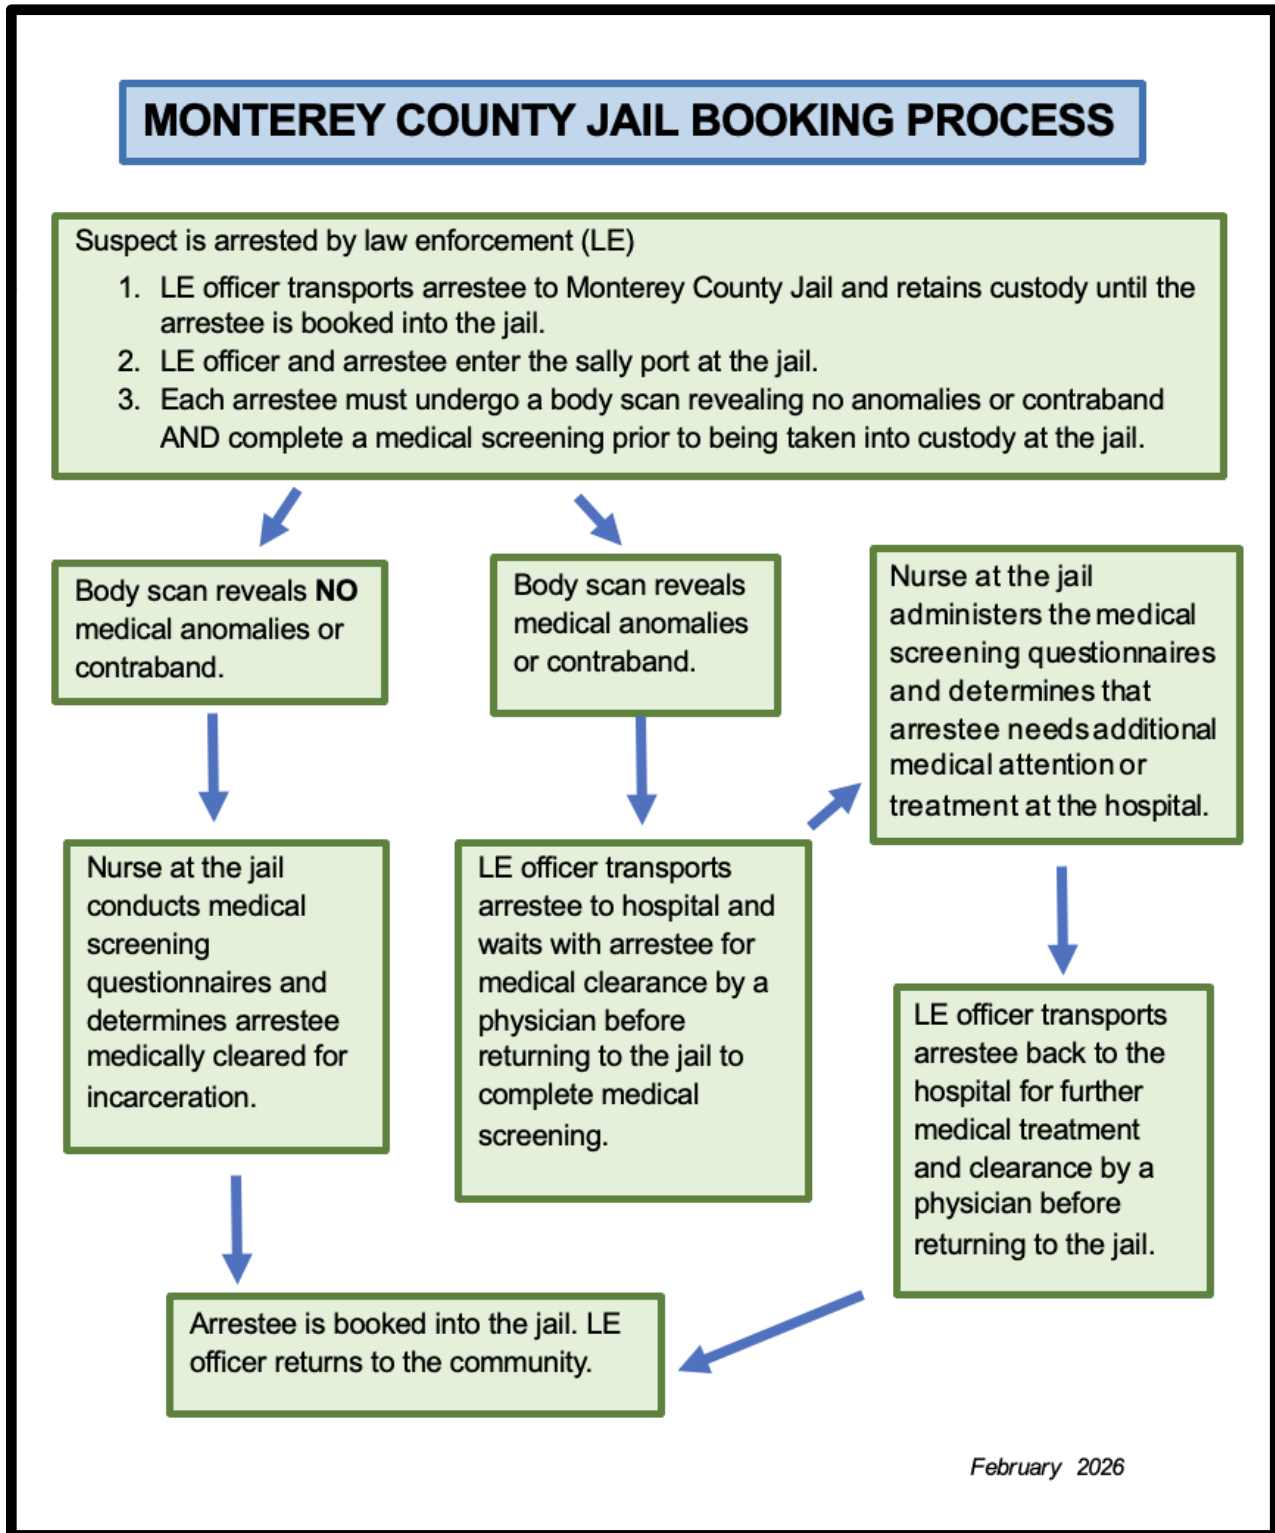 MONTEREY COUNTY JAIL BOOKING PROCESS
Suspect is arrested by law enforcement (LE)
1. LE officer transports arrestee to Monterey County Jail and retains custody until the
arrestee is booked into the jail.
2. LE officer and arrestee enter the sally port at the jail.
3. Each arrestee must undergo a body scan revealing no anomalies or contraband
AND complete a medical screening prior to being taken into custody at the jail.
Body scan reveals NO
medical anomalies or
contraband.
Body scan reveals
medical anomalies
or contraband.
Nurse at the jail
administers the medical
screening questionnaires
and determines that
arrestee needs additional
medical attention or
treatment at the hospital.
Nurse at the jail
conducts medical
screening
questionnaires and
determines arrestee
medically cleared for
incarceration.
LE officer transports
arrestee to hospital and
waits with arrestee for
medical clearance by a
physician before
returning to the jail to
complete medical
screening.
LE officer transports
arrestee back to the
hospital for further
medical treatment
and clearance by a
physician before
returning to the jail.
Arrestee is booked into the jail. LE
officer returns to the community.
February 2026